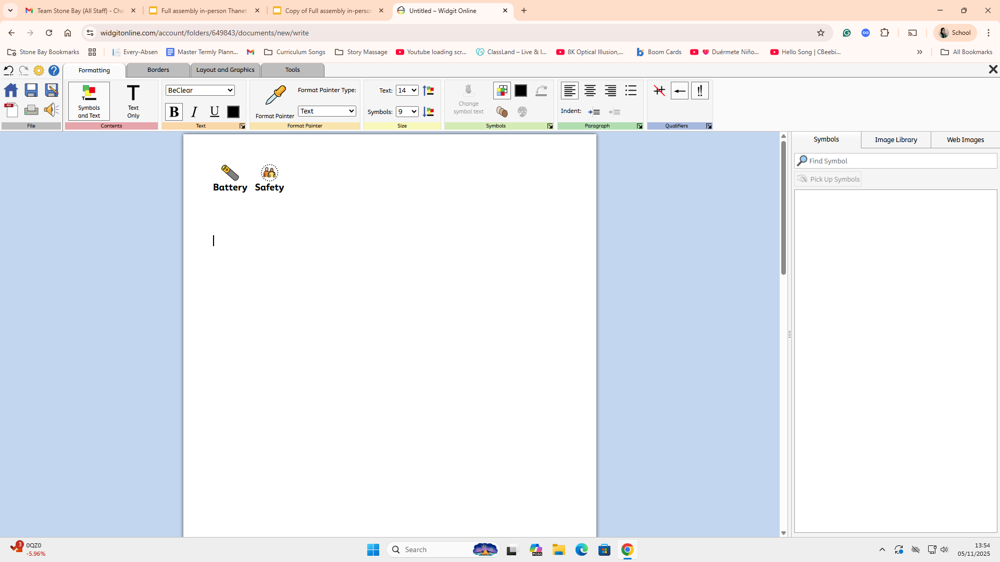 Team Stone Bay (All Staff) - Cha
Full assembly in-person Thanet
Copy of Full assembly in-person
Untitled – Widgit Online
widgitonline.com/account/folders/649843/documents/new/write
School
Stone Bay Bookmarks
Every-Absen
Master Termly Plann...
Curriculum Songs
Story Massage
Youtube loading scr...
ClassLand – Live & I...
8K Optical Illusion,...
Boom Cards
Duérmete Niño...
Hello Song | CBeebi...
All Bookmarks
Formatting
Borders
Layout and Graphics
Tools
Symbols and Text
Text Only
BeClear
B I U
Format Painter
Format Painter Type:
Text
Text: 14
Symbols: 9
Change symbol text
Indent:
File
Contents
Text
Format Painter
Size
Symbols
Paragraph
Qualifiers
Symbols
Image Library
Web Images
Find Symbol
Pick Up Symbols
Battery Safety
3
0QZ0
-5.96%
Search
M365
13:54
05/11/2025